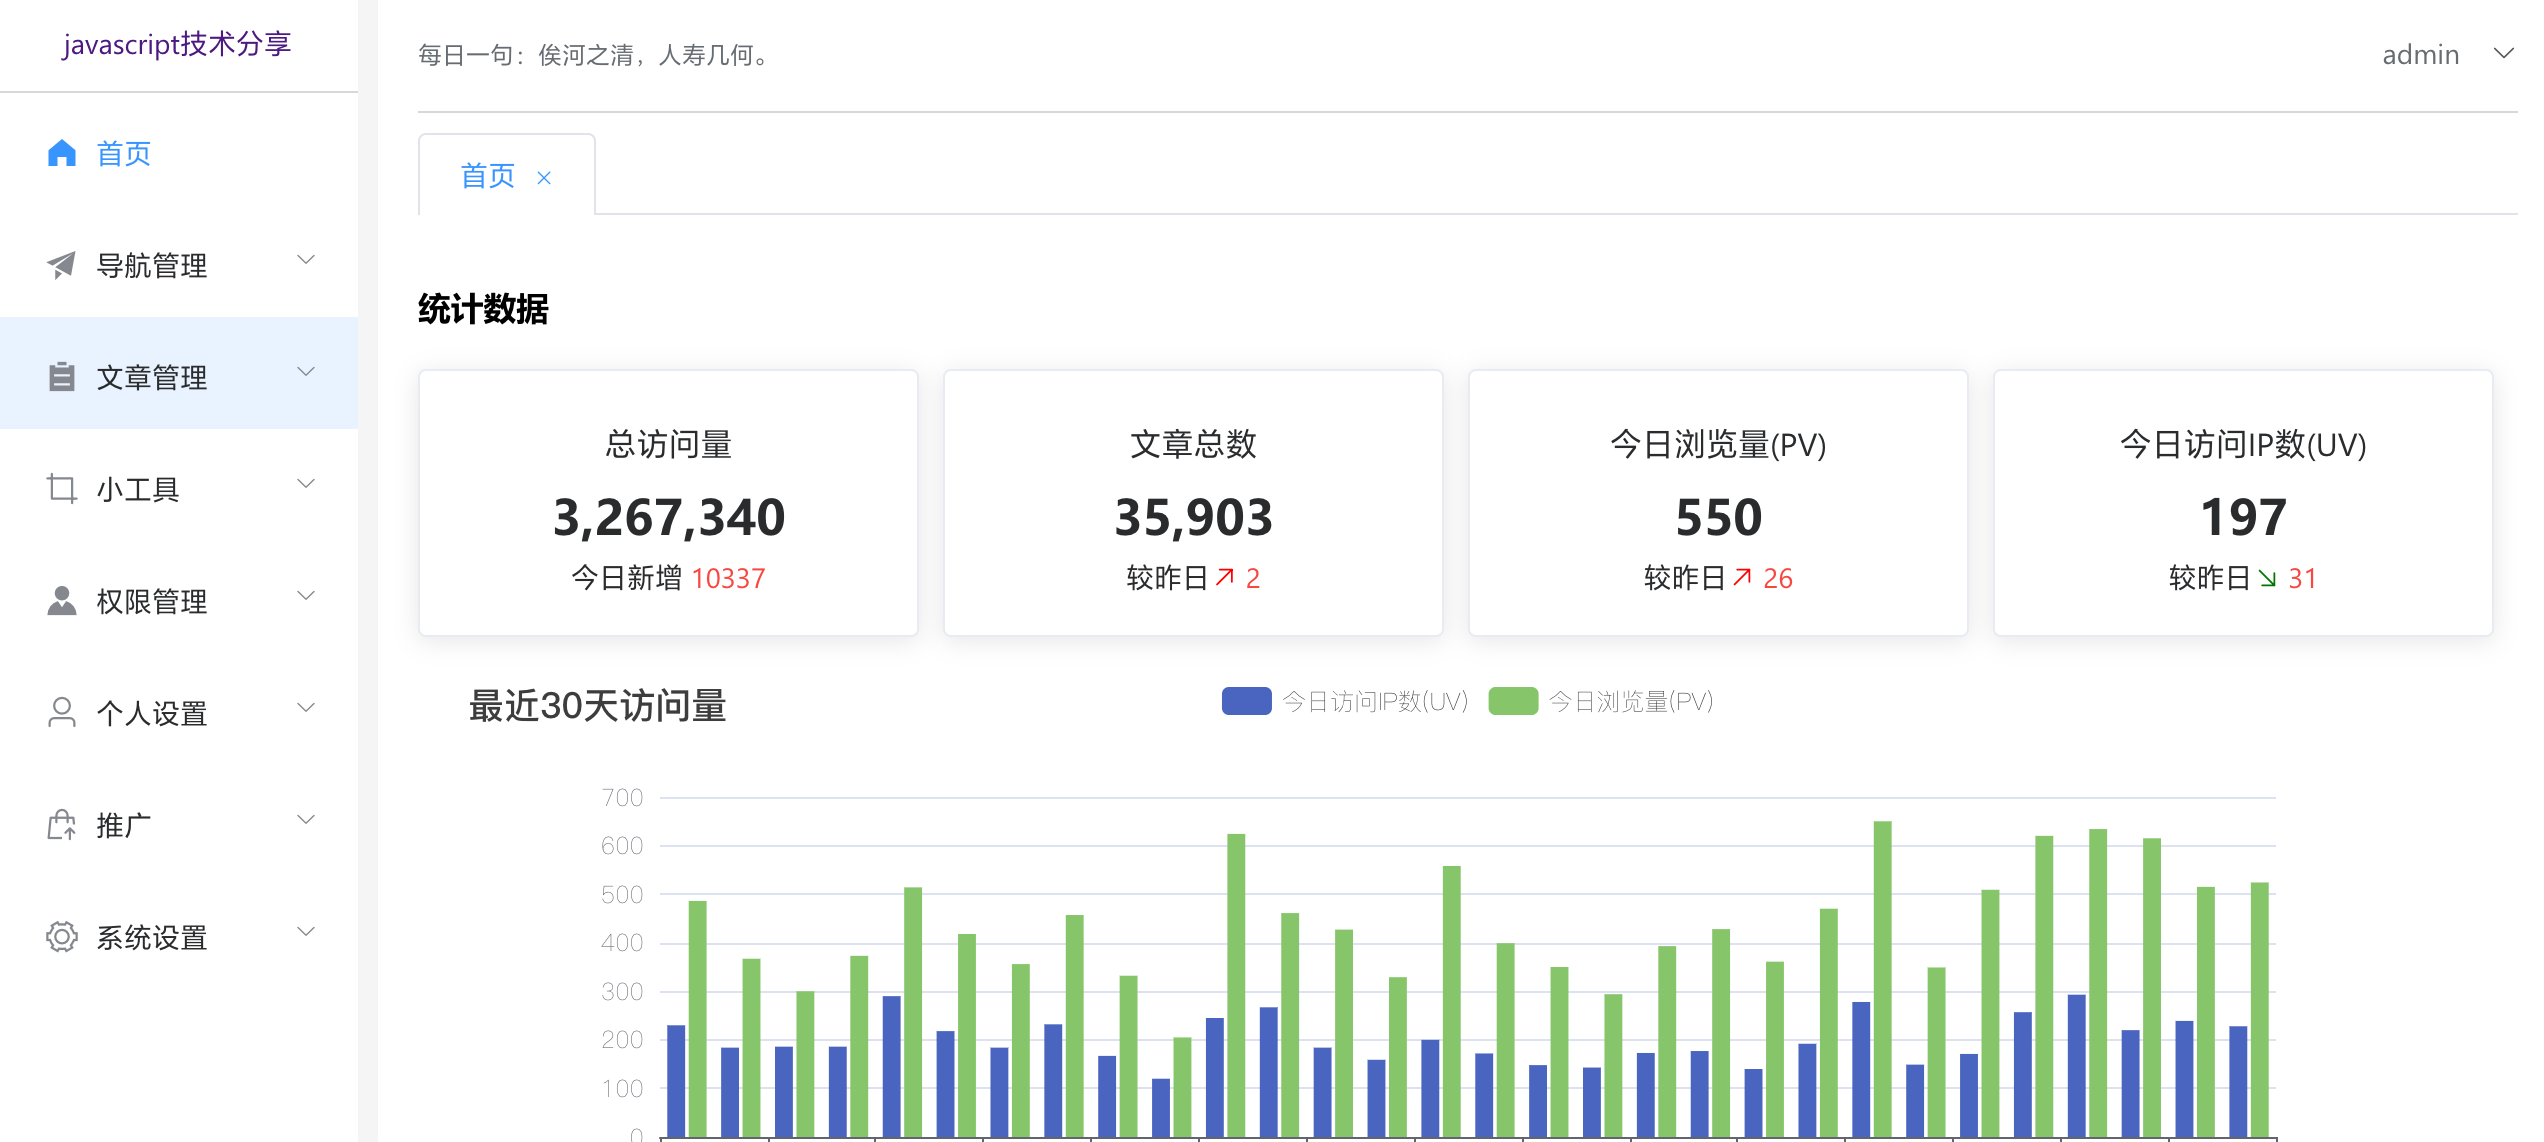 javascript技术分享
首页
导航管理
文章管理
小工具
权限管理
个人设置
推广
系统设置
每日一句：俟河之清，人寿几何。
admin
首页
统计数据
总访问量
3,267,340
今日新增 10337
文章总数
35,903
较昨日 2
今日浏览量(PV)
550
较昨日 26
今日访问IP数(UV)
197
较昨日 31
最近30天访问量
今日访问IP数(UV)
今日浏览量(PV)
700
600
500
400
300
200
100
0